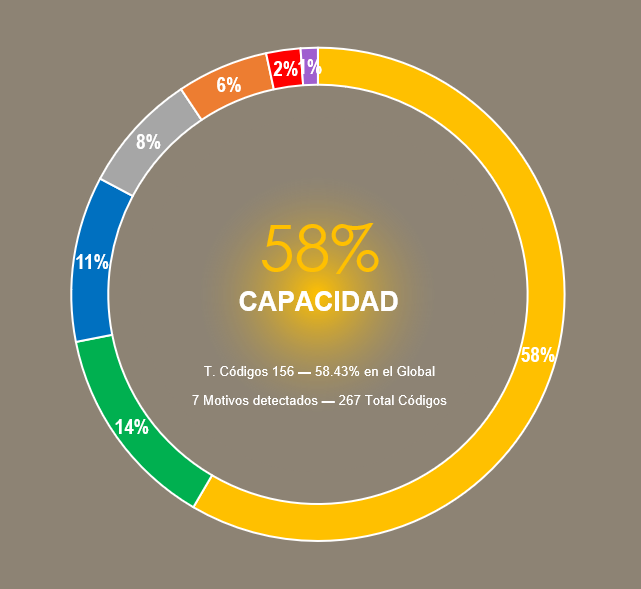 2%
1%
6%
8%
58%
11%
CAPACIDAD
58%
T. Códigos 156 — 58.43% en el Global
7 Motivos detectados — 267 Total Códigos
14%